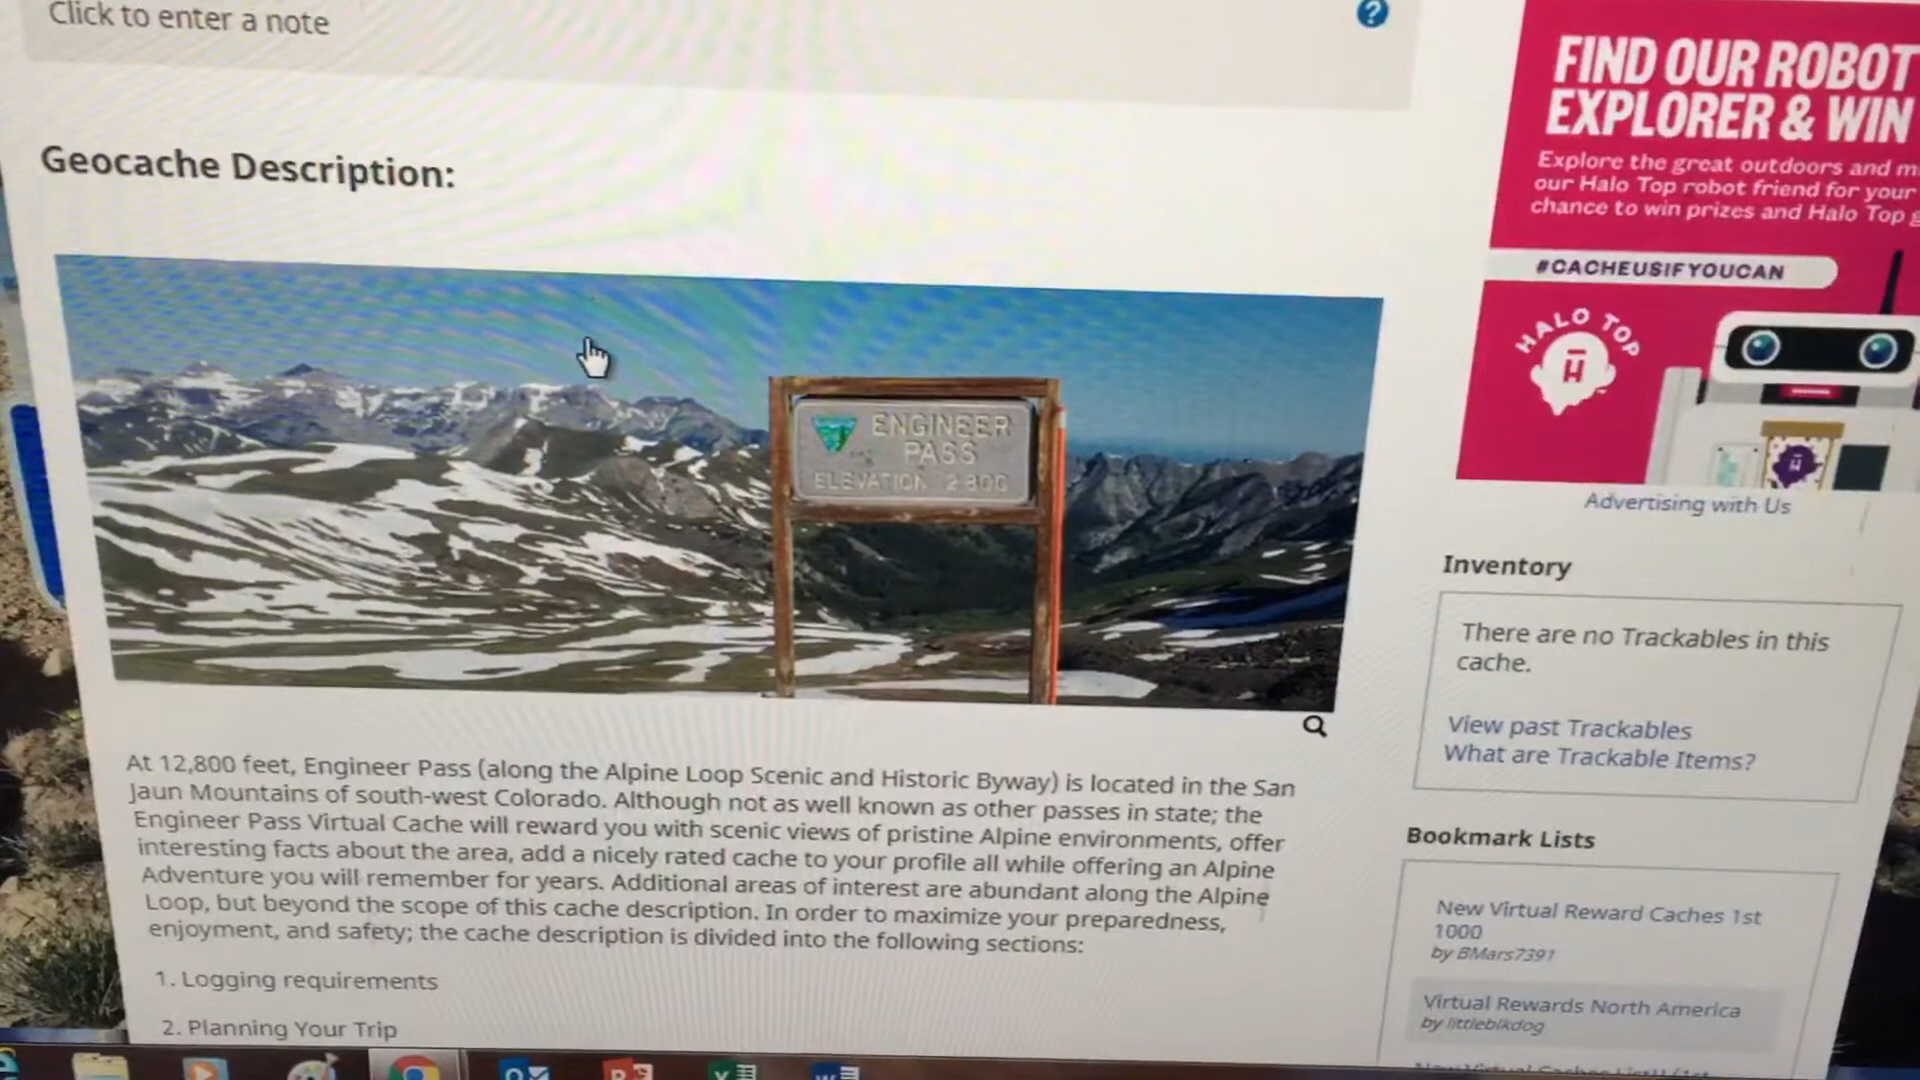 Click to enter a note
?
Geocache Description:
ENGINEER
PASS
ELEVATION 2 800
At 12,800 feet, Engineer Pass (along the Alpine Loop Scenic and Historic Byway) is located in the San
Jaun Mountains of south-west Colorado. Although not as well known as other passes in state; the
Engineer Pass Virtual Cache will reward you with scenic views of pristine Alpine environments, offer
interesting facts about the area, add a nicely rated cache to your profile all while offering an Alpine
Adventure you will remember for years. Additional areas of interest are abundant along the Alpine
Loop, but beyond the scope of this cache description. In order to maximize your preparedness,
enjoyment, and safety; the cache description is divided into the following sections:
1. Logging requirements
2. Planning Your Trip
FIND OUR ROBOT
EXPLORER & WIN
Explore the great outdoors and
our Halo Top robot friend for your
chance to win prizes and Halo Top
#CACHEUSIFYOUCAN
HALO TOP
H
Advertising with Us
Inventory
There are no Trackables in this
cache.
View past Trackables
What are Trackable Items?
Bookmark Lists
New Virtual Reward Caches 1st
1000
by BMars7391
Virtual Rewards North America
by littleblkdog